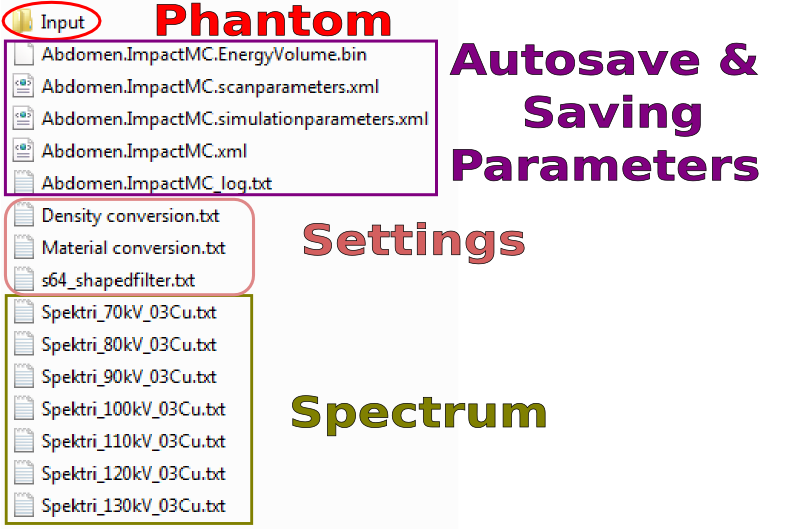 Input
Phantom
Abdomen.ImpactMC.EnergyVolume.bin
Abdomen.ImpactMC.scanparameters.xml
Abdomen.ImpactMC.simulationparameters.xml
Abdomen.ImpactMC.xml
Abdomen.ImpactMC_log.txt
Autosave &
Saving
Parameters
Density conversion.txt
Material conversion.txt
s64_shapedfilter.txt
Settings
Spektri_70kV_03Cu.txt
Spektri_80kV_03Cu.txt
Spektri_90kV_03Cu.txt
Spektri_100kV_03Cu.txt
Spektri_110kV_03Cu.txt
Spektri_120kV_03Cu.txt
Spektri_130kV_03Cu.txt
Spectrum